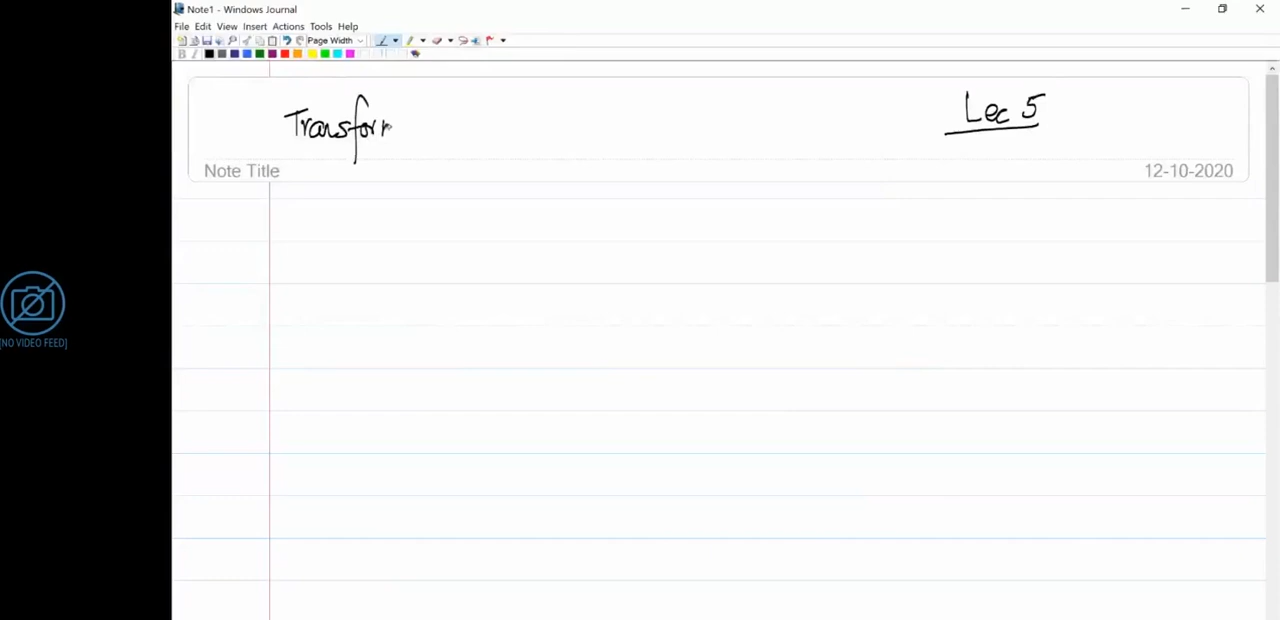 Note1 - Windows Journal
File Edit View Insert Actions Tools Help
Page Width
B I
Transfor
Lec 5
Note Title
12-10-2020
[NO VIDEO FEED]